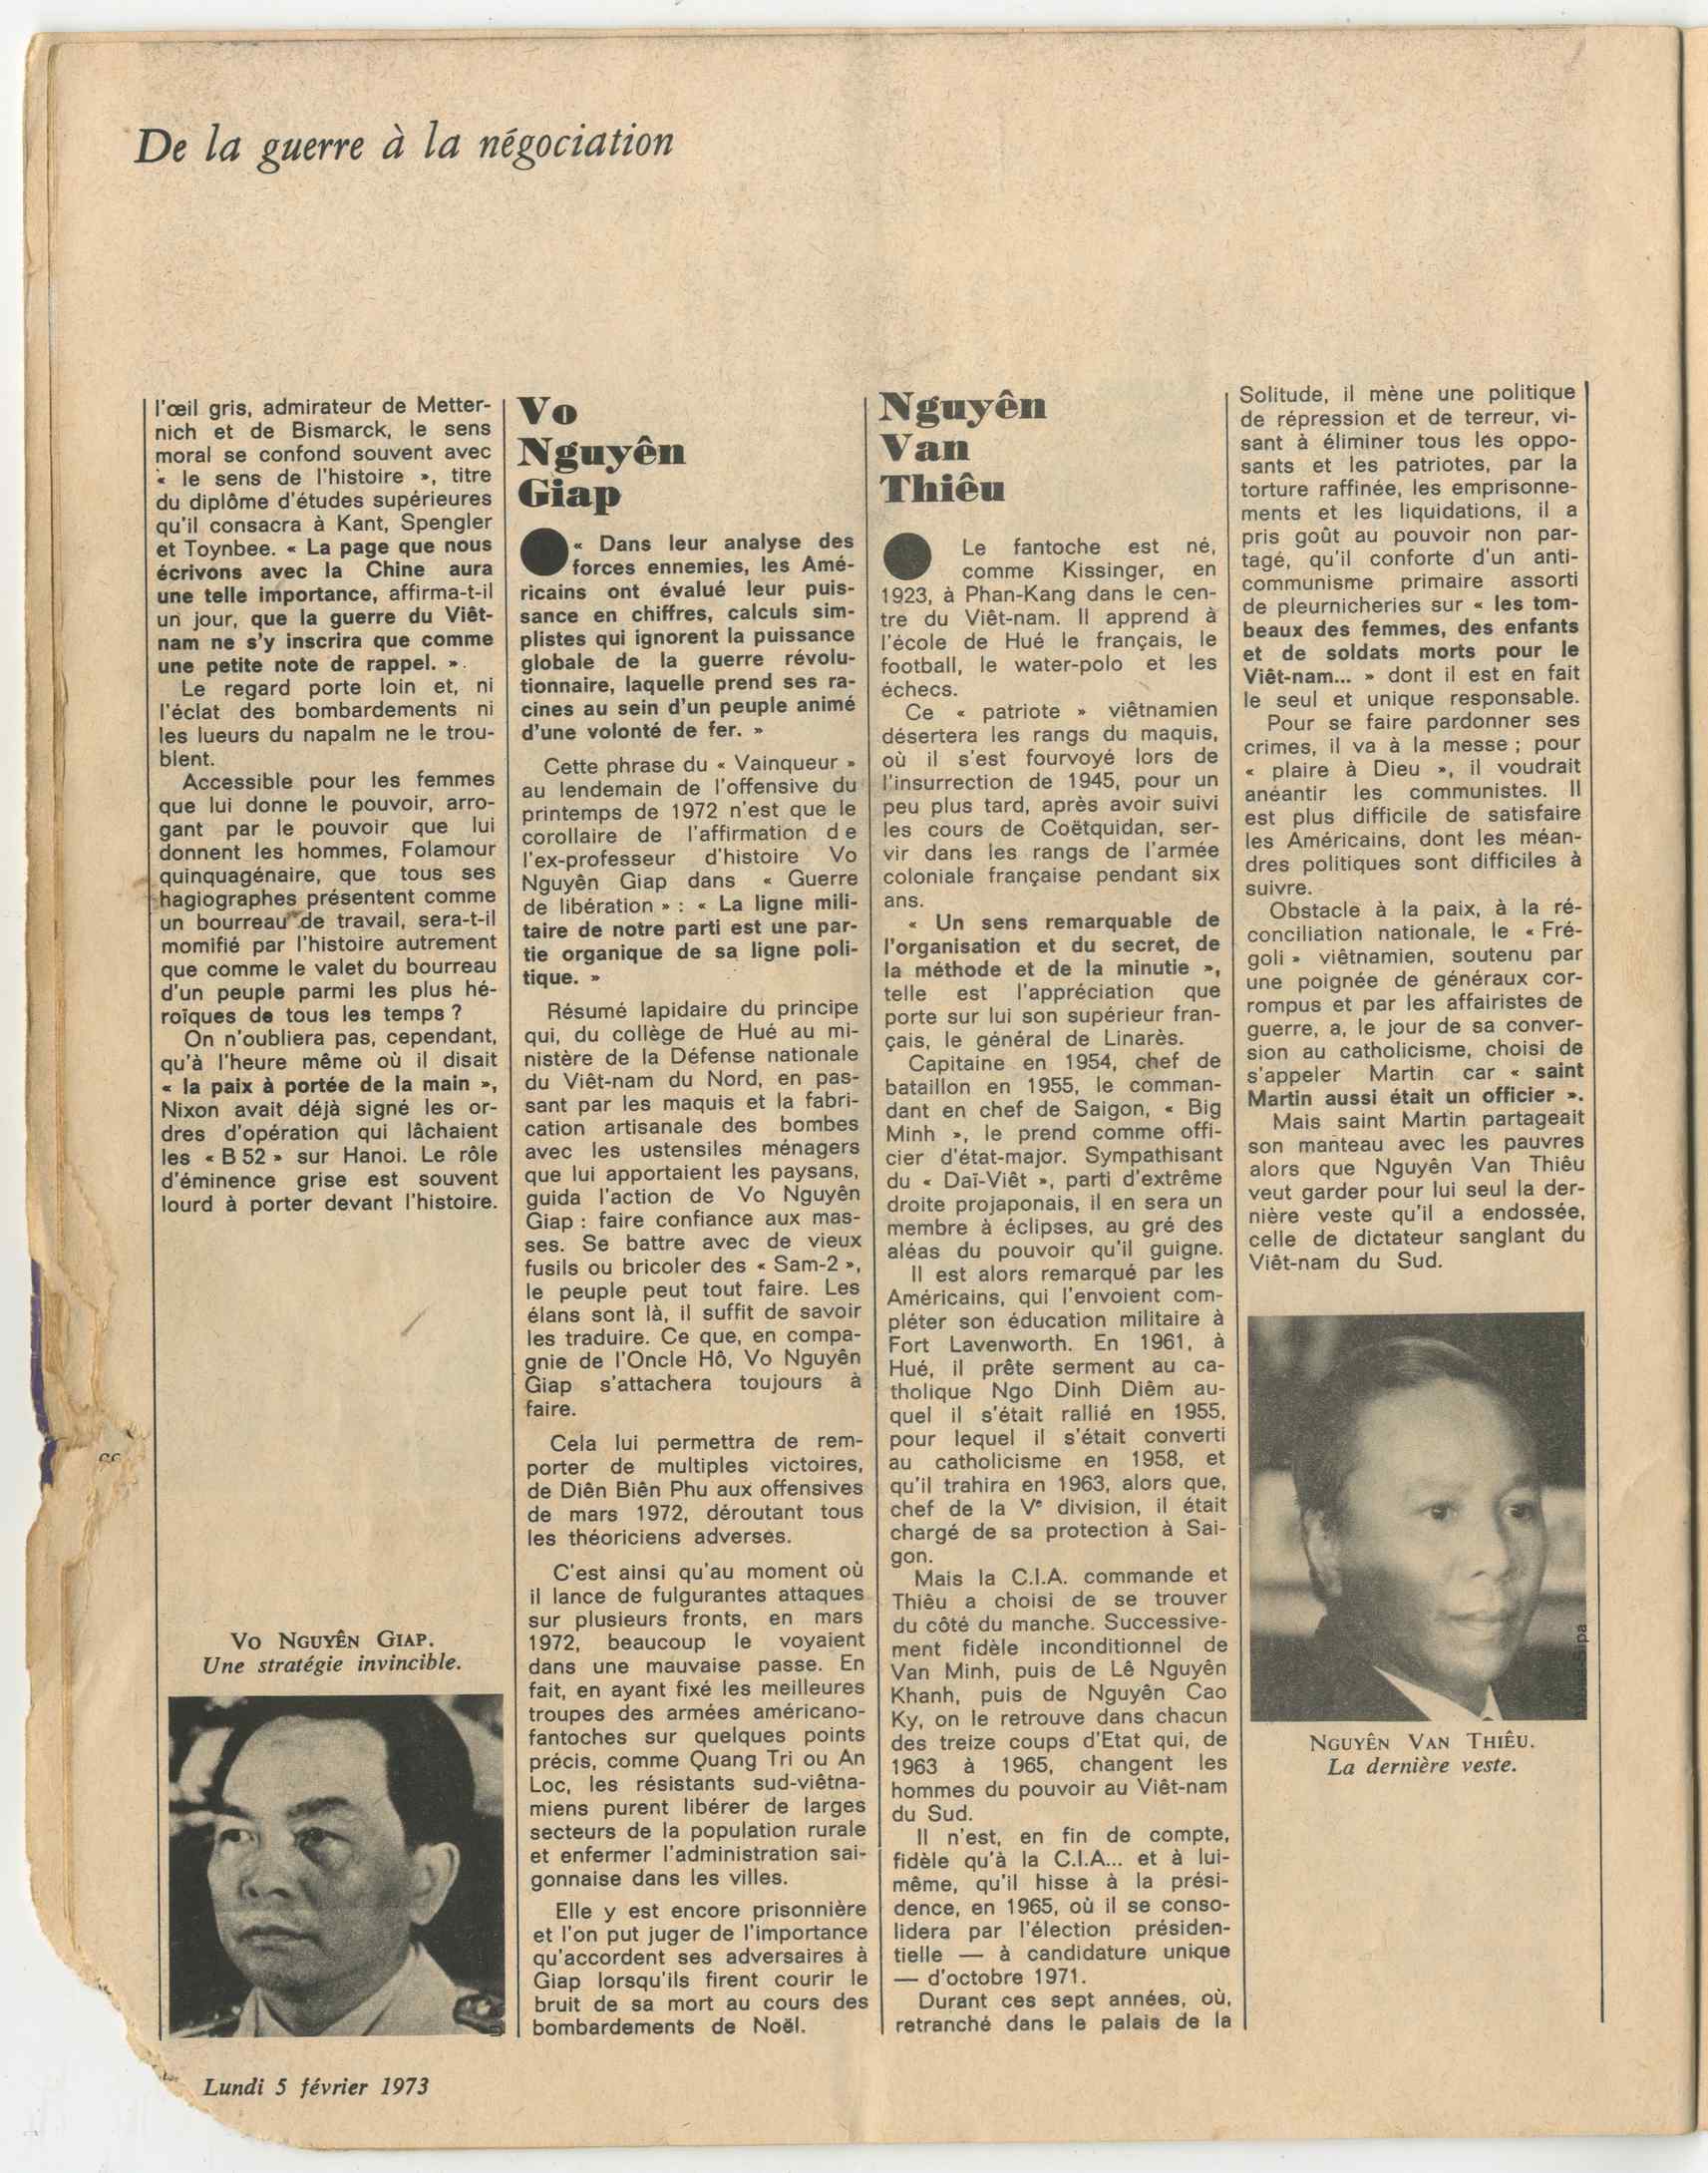 De la guerre à la négociation
l'œil gris, admirateur de Metter-
nich et de Bismarck, le sens
moral se confond souvent avec
« le sens de l'histoire », titre
du diplôme d'études supérieures
qu'il consacra à Kant, Spengler
et Toynbee. « La page que nous
écrivons avec la Chine aura
une telle importance, affirma-t-il
un jour, que la guerre du Viêt-
nam ne s'y inscrira que comme
une petite note de rappel. ».
Le regard porte loin et, ni
l'éclat des bombardements ni
les lueurs du napalm ne le trou-
blent.
Accessible pour les femmes
que lui donne le pouvoir, arro-
gant par le pouvoir que lui
donnent les hommes, Folamour
quinquagénaire, que tous ses
hagiographes présentent comme
un bourreau de travail, sera-t-il
momifié par l'histoire autrement
que comme le valet du bourreau
d'un peuple parmi les plus hé-
roïques de tous les temps ?
On n'oubliera pas, cependant,
qu'à l'heure même où il disait
« la paix à portée de la main »,
Nixon avait déjà signé les or-
dres d'opération qui lâchaient
les « B 52 » sur Hanoi. Le rôle
d'éminence grise est souvent
lourd à porter devant l'histoire.
VO NGUYÊN GIAP.
Une stratégie invincible.
Vo
Nguyên
Giap
« Dans leur analyse des
forces ennemies, les Amé-
ricains ont évalué leur puis-
sance en chiffres, calculs sim-
plistes qui ignorent la puissance
globale de la guerre révolu-
tionnaire, laquelle prend ses ra-
cines au sein d'un peuple animé
d'une volonté de fer. »
Cette phrase du « Vainqueur »
au lendemain de l'offensive du
printemps de 1972 n'est que le
corollaire de l'affirmation de
l'ex-professeur d'histoire Vo
Nguyên Giap dans « Guerre
de libération » : « La ligne mili-
taire de notre parti est une par-
tie organique de sa ligne poli-
tique. »
Résumé lapidaire du principe
qui, du collège de Hué au mi-
nistère de la Défense nationale
du Viêt-nam du Nord, en pas-
sant par les maquis et la fabri-
cation artisanale des bombes
avec les ustensiles ménagers
que lui apportaient les paysans,
guida l'action de Vo Nguyên
Giap : faire confiance aux mas-
ses. Se battre avec de vieux
fusils ou bricoler des « Sam-2 »,
le peuple peut tout faire. Les
élans sont là, il suffit de savoir
les traduire. Ce que, en compa-
gnie de l'Oncle Hô, Vo Nguyên
Giap s'attachera toujours à
faire.
Cela lui permettra de rem-
porter de multiples victoires,
de Diên Biên Phu aux offensives
de mars 1972, déroutant tous
les théoriciens adverses.
C'est ainsi qu'au moment où
il lance de fulgurantes attaques
sur plusieurs fronts, en mars
1972, beaucoup le voyaient
dans une mauvaise passe. En
fait, en ayant fixé les meilleures
troupes des armées américano-
fantoches sur quelques points
précis, comme Quang Tri ou An
Loc, les résistants sud-viêtna-
miens purent libérer de larges
secteurs de la population rurale
et enfermer l'administration saï-
gonnaise dans les villes.
Elle y est encore prisonnière
et l'on put juger de l'importance
qu'accordent ses adversaires à
Giap lorsqu'ils firent courir le
bruit de sa mort au cours des
bombardements de Noël.
Nguyên
Van
Thiêu
Le fantoche est né,
comme Kissinger, en
1923, à Phan-Kang dans le cen-
tre du Viêt-nam. Il apprend à
l'école de Hué le français, le
football, le water-polo et les
échecs.
Ce « patriote » viêtnamien
désertera les rangs du maquis,
où il s'est fourvoyé lors de
l'insurrection de 1945, pour un
peu plus tard, après avoir suivi
les cours de Coëtquidan, ser-
vir dans les rangs de l'armée
coloniale française pendant six
ans.
« Un sens remarquable de
l'organisation et du secret, de
la méthode et de la minutie »,
telle est l'appréciation que
porte sur lui son supérieur fran-
çais, le général de Linarès.
Capitaine en 1954, chef de
bataillon en 1955, le comman-
dant en chef de Saigon, « Big
Minh », le prend comme offi-
cier d'état-major. Sympathisant
du « Daï-Viêt », parti d'extrême
droite projaponais, il en sera un
membre à éclipses, au gré des
aléas du pouvoir qu'il guigne.
Il est alors remarqué par les
Américains, qui l'envoient com-
pléter son éducation militaire à
Fort Lavenworth. En 1961, à
Hué, il prête serment au ca-
tholique Ngo Dinh Diêm au-
quel il s'était rallié en 1955,
pour lequel il s'était converti
au catholicisme en 1958, et
qu'il trahira en 1963, alors que,
chef de la Vᵉ division, il était
chargé de sa protection à Sai-
gon.
Mais la C.I.A. commande et
Thiêu a choisi de se trouver
du côté du manche. Successive-
ment fidèle inconditionnel de
Van Minh, puis de Lê Nguyên
Khanh, puis de Nguyên Cao
Ky, on le retrouve dans chacun
des treize coups d'Etat qui, de
1963 à 1965, changent les
hommes du pouvoir au Viêt-nam
du Sud.
Il n'est, en fin de compte,
fidèle qu'à la C.I.A... et à lui-
même, qu'il hisse à la prési-
dence, en 1965, où il se conso-
lidera par l'élection présiden-
tielle — à candidature unique
— d'octobre 1971.
Durant ces sept années, où,
retranché dans le palais de la
Solitude, il mène une politique
de répression et de terreur, vi-
sant à éliminer tous les oppo-
sants et les patriotes, par la
torture raffinée, les emprisonne-
ments et les liquidations, il a
pris goût au pouvoir non par-
tagé, qu'il conforte d'un anti-
communisme primaire assorti
de pleurnicheries sur « les tom-
beaux des femmes, des enfants
et de soldats morts pour le
Viêt-nam... » dont il est en fait
le seul et unique responsable.
Pour se faire pardonner ses
crimes, il va à la messe ; pour
« plaire à Dieu », il voudrait
anéantir les communistes. Il
est plus difficile de satisfaire
les Américains, dont les méan-
dres politiques sont difficiles à
suivre.
Obstacle à la paix, à la ré-
conciliation nationale, le « Fré-
goli » viêtnamien, soutenu par
une poignée de généraux cor-
rompus et par les affairistes de
guerre, a, le jour de sa conver-
sion au catholicisme, choisi de
s'appeler Martin car « saint
Martin aussi était un officier ».
Mais saint Martin partageait
son manteau avec les pauvres
alors que Nguyên Van Thiêu
veut garder pour lui seul la der-
nière veste qu'il a endossée,
celle de dictateur sanglant du
Viêt-nam du Sud.
NGUYÊN VAN THIÊU.
La dernière veste.
Lundi 5 février 1973